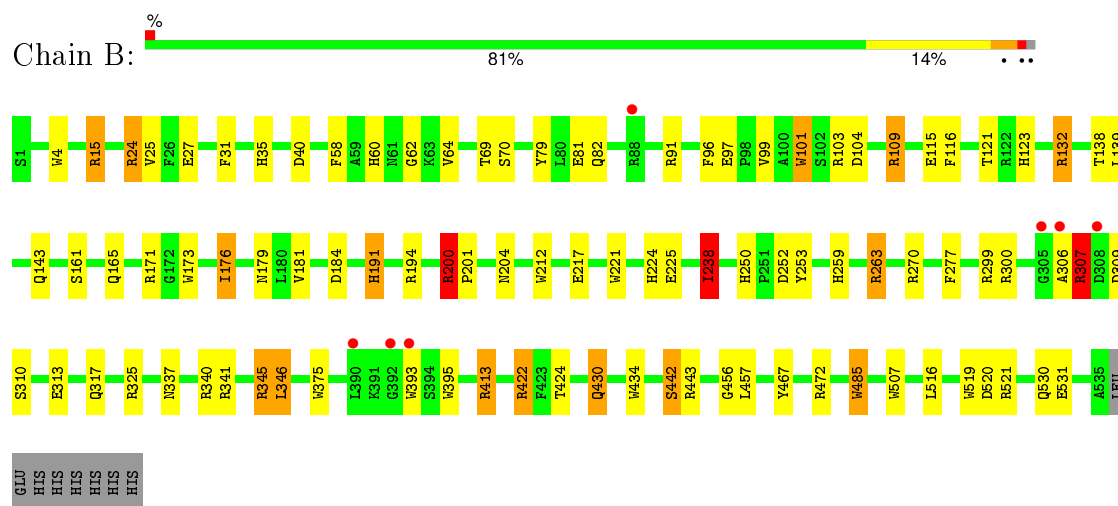 %
Chain B:
81% 14% • ••
S1 W4 R15 R24 V25 F26 E27 F31 H35 D40 F58 A59 H60 N61 G62 K63 V64 T69 S70 Y79 L80 E81 Q82 R88 R91 F96 E97 P98 V99 A100 W101 S102 R103 D104 R109 E115 F116 T121 R122 H123 R132 T138 L139
Q143 S161 Q165 R171 G172 W173 I176 N179 L180 V181 D184 H191 R194 R200 P201 N204 W212 E217 W221 H224 E225 I238 H250 P251 D252 Y253 H259 R263 R270 F277 R299 R300 G305 A306 R307 D308 D309
S310 E313 Q317 R325 N337 R340 R341 R345 L346 W375 L390 K391 G392 W393 S394 W395 R413 R422 F423 T424 Q430 W434 S442 R443 G456 L457 Y467 R472 W485 W507 L516 W519 D520 R521 Q530 E531 A535 LEU
GLU HIS HIS HIS HIS HIS HIS